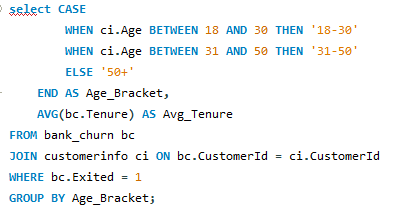 select CASE
WHEN ci.Age BETWEEN 18 AND 30 THEN '18-30'
WHEN ci.Age BETWEEN 31 AND 50 THEN '31-50'
ELSE '50+'
END AS Age_Bracket,
AVG(bc.Tenure) AS Avg_Tenure
FROM bank_churn bc
JOIN customerinfo ci ON bc.CustomerId = ci.CustomerId
WHERE bc.Exited = 1
GROUP BY Age_Bracket;